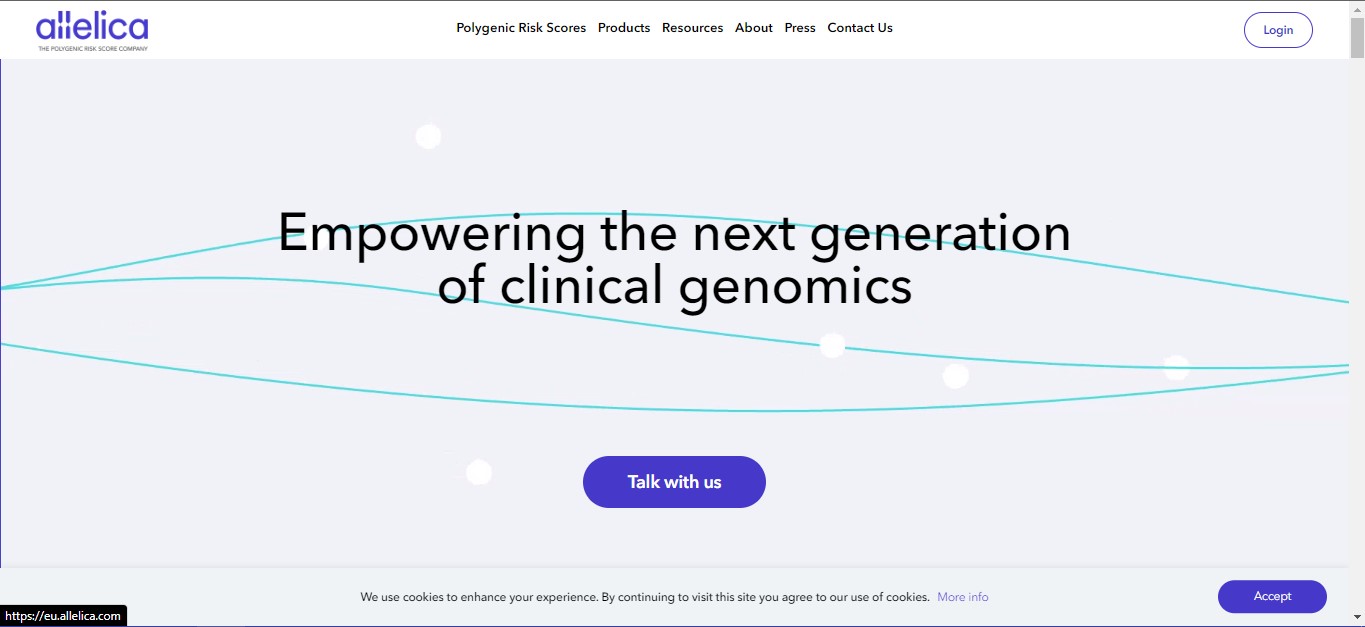 allelica
THE POLYGENIC RISK SCORE COMPANY
Polygenic Risk Scores Products Resources About Press Contact Us
Login
Empowering the next generation
of clinical genomics
Talk with us
We use cookies to enhance your experience. By continuing to visit this site you agree to our use of cookies. More info
Accept
https://eu.allelica.com